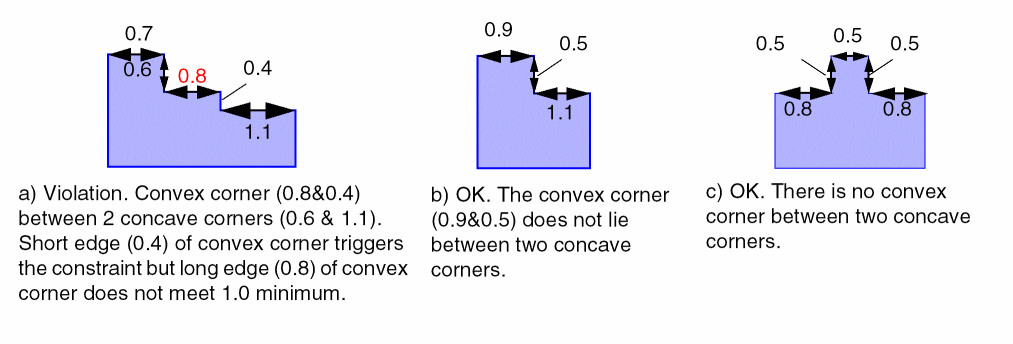 0.7
0.6
0.8
0.4
1.1
a) Violation. Convex corner (0.8&0.4)
between 2 concave corners (0.6 & 1.1).
Short edge (0.4) of convex corner triggers
the constraint but long edge (0.8) of convex
corner does not meet 1.0 minimum.
0.9
0.5
1.1
b) OK. The convex corner
(0.9&0.5) does not lie
between two concave
corners.
0.5
0.5
0.5
0.8
0.8
c) OK. There is no convex
corner between two concave
corners.